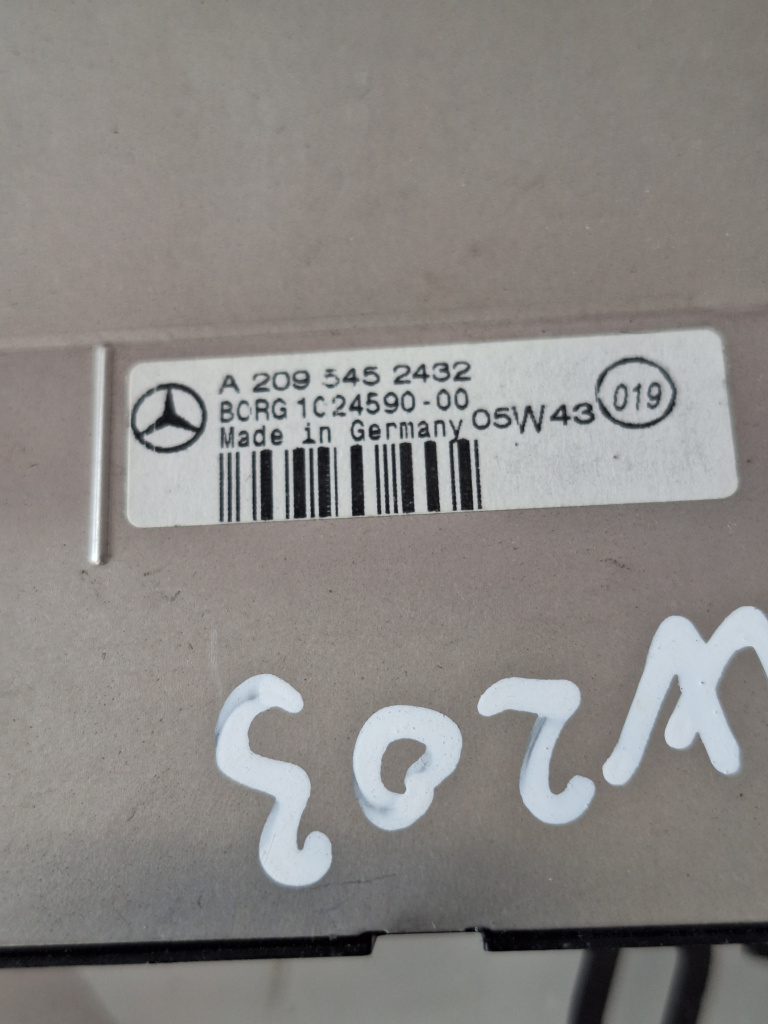 A 209 545 2432
BORG 1C24590-00
Made in Germany 05W43 019
W203